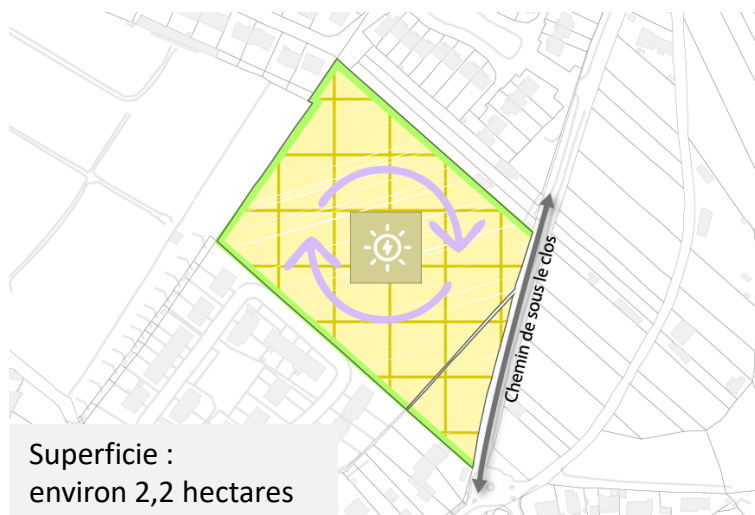 Chemin de sous le clos
Superficie :
environ 2,2 hectares